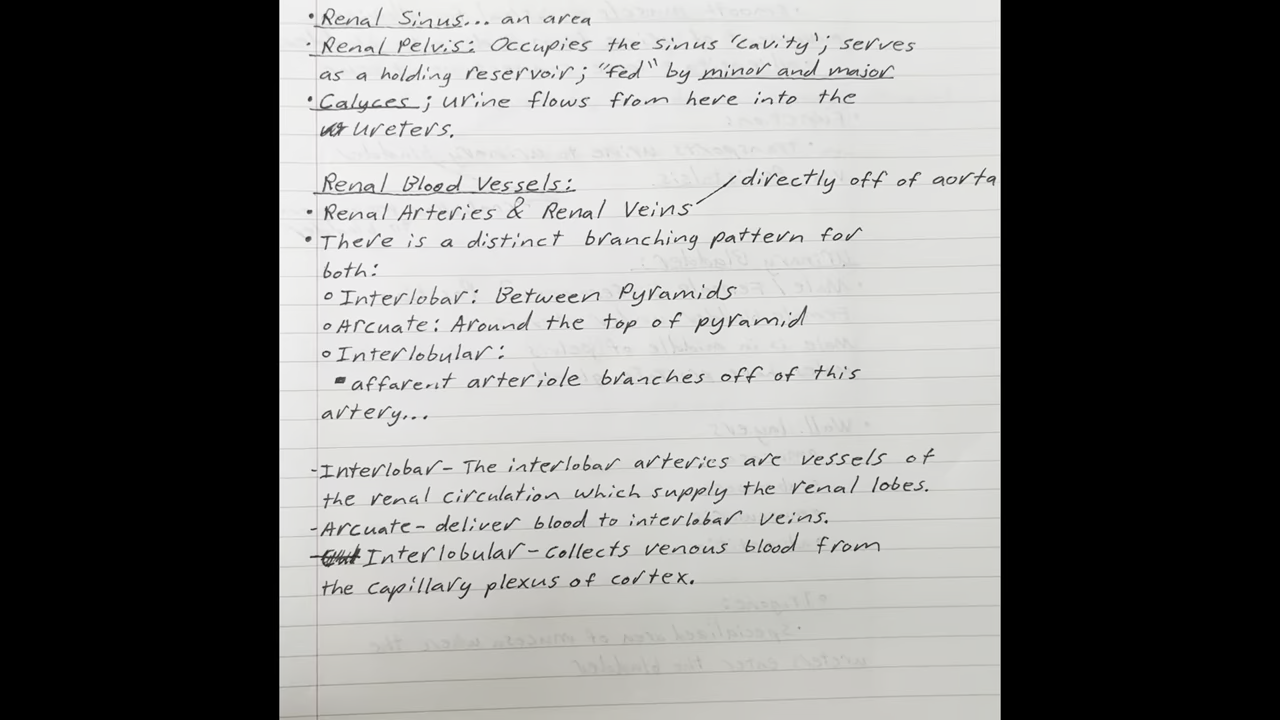 • Renal Sinus... an area
• Renal Pelvis: Occupies the sinus 'cavity'; serves
as a holding reservoir; "fed" by minor and major
• Calyces; urine flows from here into the
ureters.
Renal Blood Vessels:
directly off of aorta
• Renal Arteries & Renal Veins
• There is a distinct branching pattern for
both:
○ Interlobar: Between Pyramids
○ Arcuate: Around the top of pyramid
○ Interlobular:
▪ affarent arteriole branches off of this
artery...
- Interlobar - The interlobar arteries are vessels of
the renal circulation which supply the renal lobes.
- Arcuate - deliver blood to interlobar veins.
- Interlobular - collects venous blood from
the capillary plexus of cortex.